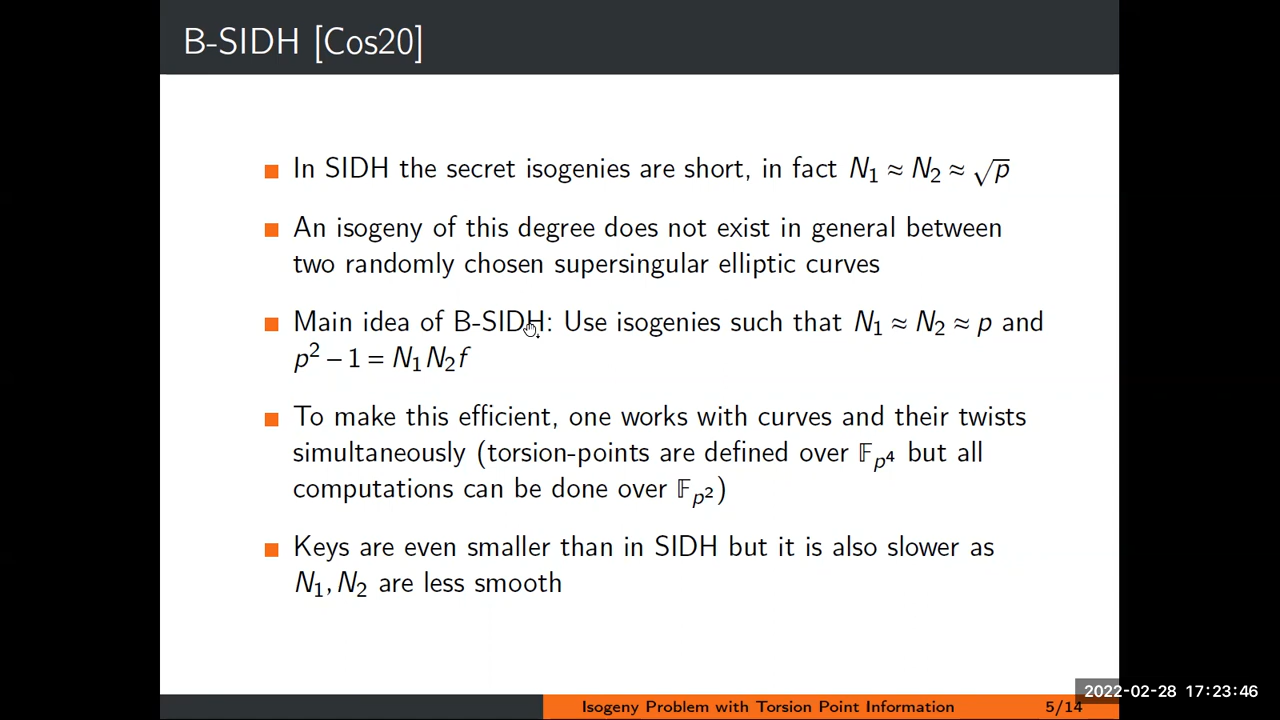 B-SIDH [Cos20]
In SIDH the secret isogenies are short, in fact N₁ ≈ N₂ ≈ √p
An isogeny of this degree does not exist in general between
two randomly chosen supersingular elliptic curves
Main idea of B-SIDH: Use isogenies such that N₁ ≈ N₂ ≈ p and
p² − 1 = N₁N₂f
To make this efficient, one works with curves and their twists
simultaneously (torsion-points are defined over 𝔽_{p⁴} but all
computations can be done over 𝔽_{p²})
Keys are even smaller than in SIDH but it is also slower as
N₁, N₂ are less smooth
Isogeny Problem with Torsion Point Information 5/14
2022-02-28 17:23:46